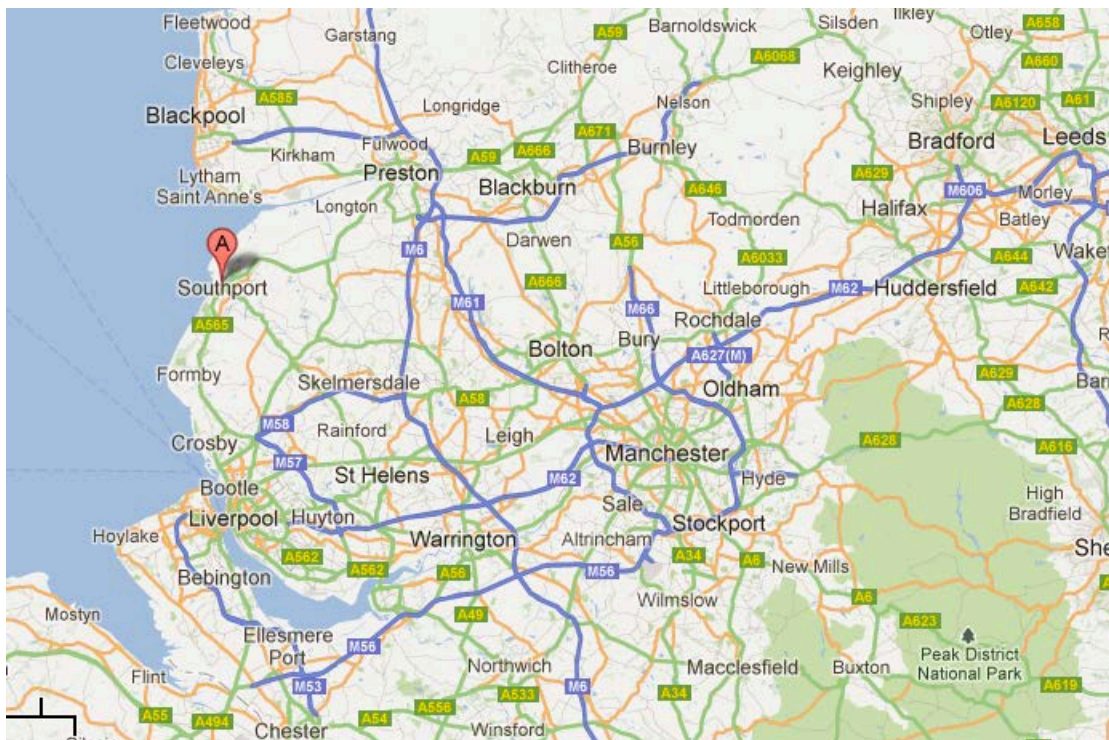 Fleetwood
Garstang
A59
Barnoldswick
Silsden
Ilkley
Otley
A658
Cleveleys
Clitheroe
A6068
Keighley
A660
A585
Longridge
Nelson
Shipley
A6120
A61
Blackpool
Fulwood
A671
Bradford
Leeds
Kirkham
A59
A666
Burnley
Preston
Blackburn
A629
M606
Morley
Lytham
Saint Anne's
A646
Longton
Todmorden
Halifax
Batley
A
M6
Darwen
A56
A6033
A644
Southport
A666
Littleborough
M62
Huddersfield
A642
M61
M66
A565
Rochdale
Bolton
Bury
A627(M)
Formby
Skelmersdale
Oldham
A629
A58
A628
M58
Rainford
Leigh
A628
Crosby
A616
M57
Manchester
St Helens
M62
Hyde
Bootle
Sale
High
Bradfield
Liverpool
Huyton
Stockport
Hoylake
Warrington
Altrincham
A562
A34
A6
Bebington
A562
A56
M56
New Mills
Wilmslow
A6
Mostyn
A49
A623
Ellesmere
Port
M56
Peak District
National Park
Flint
Northwich
Macclesfield
Buxton
M53
A533
M6
A34
A619
A55
A494
Chester
A54
A556
Winsford